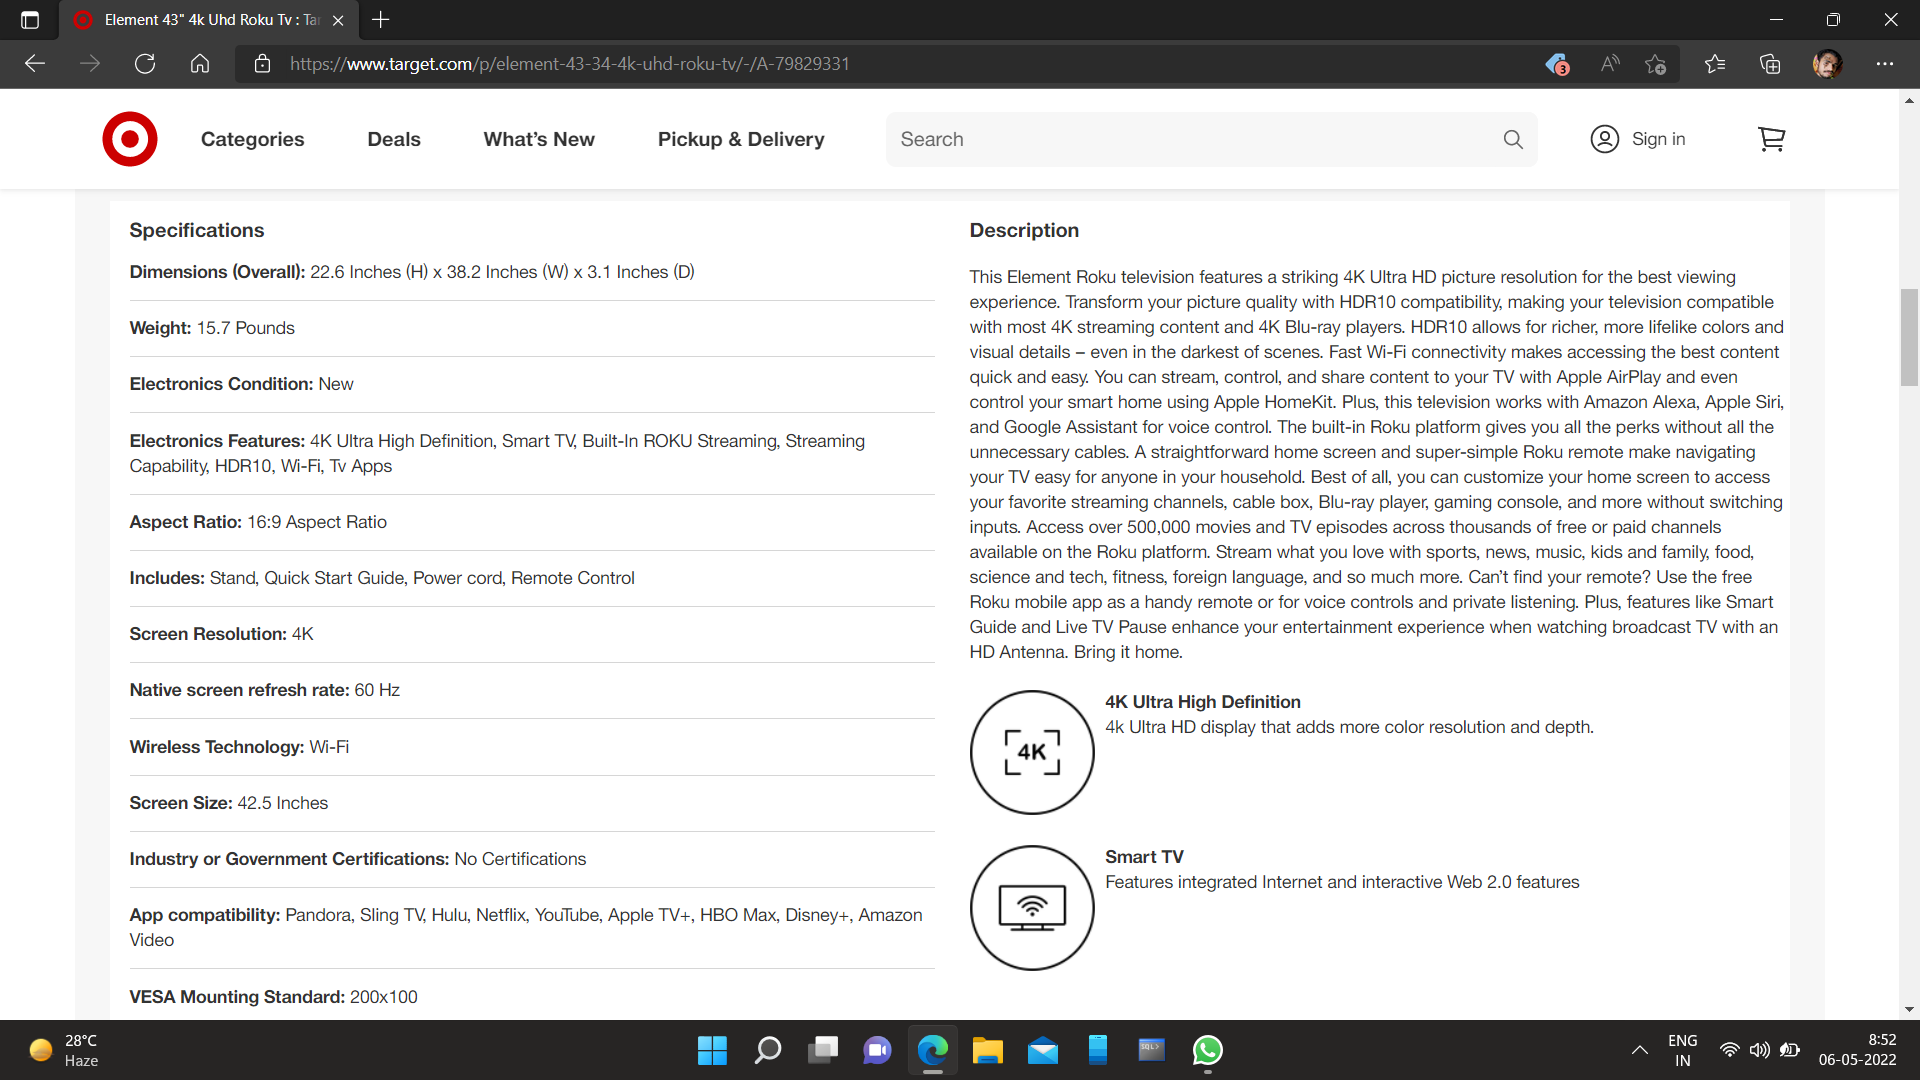 Element 43" 4k Uhd Roku Tv : Ta
https://www.target.com/p/element-43-34-4k-uhd-roku-tv/-/A-79829331
3
Categories
Deals
What's New
Pickup & Delivery
Search
Sign in
Specifications
Dimensions (Overall): 22.6 Inches (H) x 38.2 Inches (W) x 3.1 Inches (D)
Weight: 15.7 Pounds
Electronics Condition: New
Electronics Features: 4K Ultra High Definition, Smart TV, Built-In ROKU Streaming, Streaming
Capability, HDR10, Wi-Fi, Tv Apps
Aspect Ratio: 16:9 Aspect Ratio
Includes: Stand, Quick Start Guide, Power cord, Remote Control
Screen Resolution: 4K
Native screen refresh rate: 60 Hz
Wireless Technology: Wi-Fi
Screen Size: 42.5 Inches
Industry or Government Certifications: No Certifications
App compatibility: Pandora, Sling TV, Hulu, Netflix, YouTube, Apple TV+, HBO Max, Disney+, Amazon
Video
VESA Mounting Standard: 200x100
Description
This Element Roku television features a striking 4K Ultra HD picture resolution for the best viewing
experience. Transform your picture quality with HDR10 compatibility, making your television compatible
with most 4K streaming content and 4K Blu-ray players. HDR10 allows for richer, more lifelike colors and
visual details – even in the darkest of scenes. Fast Wi-Fi connectivity makes accessing the best content
quick and easy. You can stream, control, and share content to your TV with Apple AirPlay and even
control your smart home using Apple HomeKit. Plus, this television works with Amazon Alexa, Apple Siri,
and Google Assistant for voice control. The built-in Roku platform gives you all the perks without all the
unnecessary cables. A straightforward home screen and super-simple Roku remote make navigating
your TV easy for anyone in your household. Best of all, you can customize your home screen to access
your favorite streaming channels, cable box, Blu-ray player, gaming console, and more without switching
inputs. Access over 500,000 movies and TV episodes across thousands of free or paid channels
available on the Roku platform. Stream what you love with sports, news, music, kids and family, food,
science and tech, fitness, foreign language, and so much more. Can't find your remote? Use the free
Roku mobile app as a handy remote or for voice controls and private listening. Plus, features like Smart
Guide and Live TV Pause enhance your entertainment experience when watching broadcast TV with an
HD Antenna. Bring it home.
4K
4K Ultra High Definition
4k Ultra HD display that adds more color resolution and depth.
Smart TV
Features integrated Internet and interactive Web 2.0 features
28°C
Haze
SQL>
ENG
IN
8:52
06-05-2022